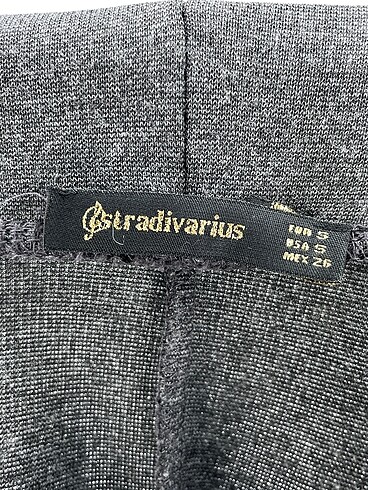 stradivarius
EUR S
USA S
MEX 26